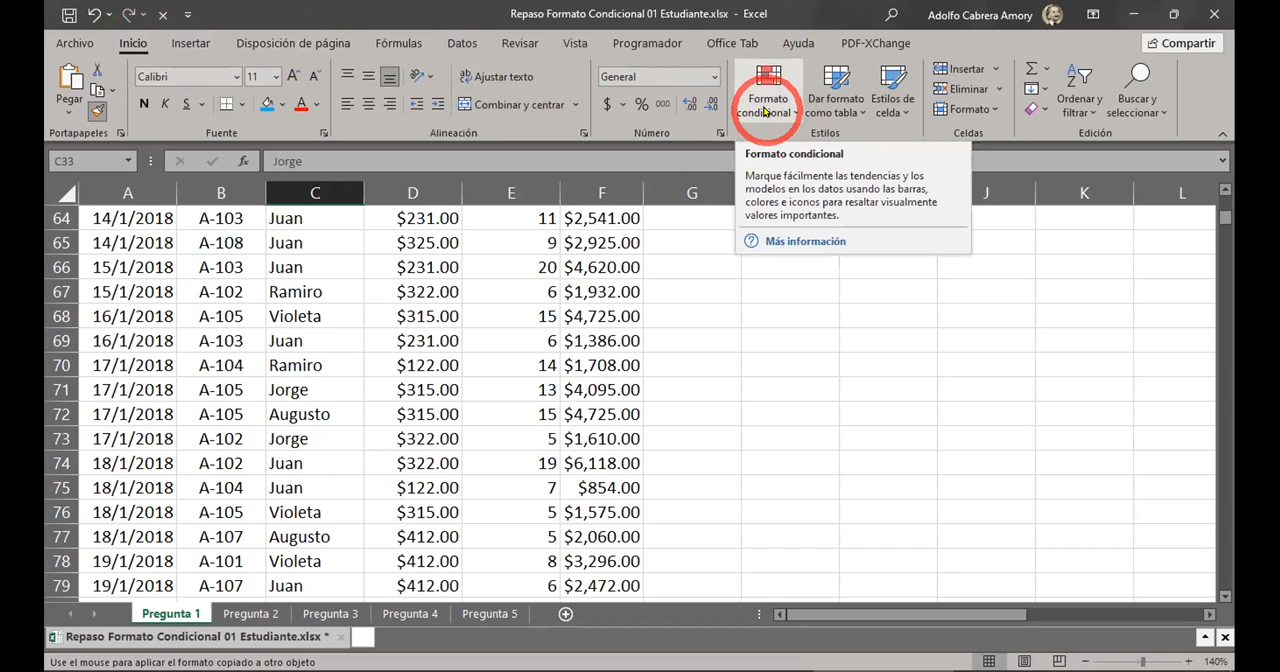 Repaso Formato Condicional 01 Estudiante.xlsx - Excel
Adolfo Cabrera Amory
Archivo Inicio Insertar Disposición de página Fórmulas Datos Revisar Vista Programador Office Tab Ayuda PDF-XChange Compartir
Pegar
Calibri 11
N K S
Ajustar texto
Combinar y centrar
General
$ % 000
Formato condicional
Dar formato como tabla
Estilos de celda
Insertar
Eliminar
Formato
Ordenar y filtrar
Buscar y seleccionar
Portapapeles Fuente Alineación Número Estilos Celdas Edición
C33 fx Jorge
Formato condicional
Marque fácilmente las tendencias y los
modelos en los datos usando las barras,
colores e iconos para resaltar visualmente
valores importantes.
Más información
A B C D E F G J K L
64 14/1/2018 A-103 Juan $231.00 11 $2,541.00
65 14/1/2018 A-108 Juan $325.00 9 $2,925.00
66 15/1/2018 A-103 Juan $231.00 20 $4,620.00
67 15/1/2018 A-102 Ramiro $322.00 6 $1,932.00
68 16/1/2018 A-105 Violeta $315.00 15 $4,725.00
69 16/1/2018 A-103 Juan $231.00 6 $1,386.00
70 17/1/2018 A-104 Ramiro $122.00 14 $1,708.00
71 17/1/2018 A-105 Jorge $315.00 13 $4,095.00
72 17/1/2018 A-105 Augusto $315.00 15 $4,725.00
73 17/1/2018 A-102 Jorge $322.00 5 $1,610.00
74 18/1/2018 A-102 Juan $322.00 19 $6,118.00
75 18/1/2018 A-104 Juan $122.00 7 $854.00
76 18/1/2018 A-105 Violeta $315.00 5 $1,575.00
77 18/1/2018 A-107 Augusto $412.00 5 $2,060.00
78 19/1/2018 A-101 Violeta $412.00 8 $3,296.00
79 19/1/2018 A-107 Juan $412.00 6 $2,472.00
Pregunta 1 Pregunta 2 Pregunta 3 Pregunta 4 Pregunta 5
Repaso Formato Condicional 01 Estudiante.xlsx *
Use el mouse para aplicar el formato copiado a otro objeto
140%